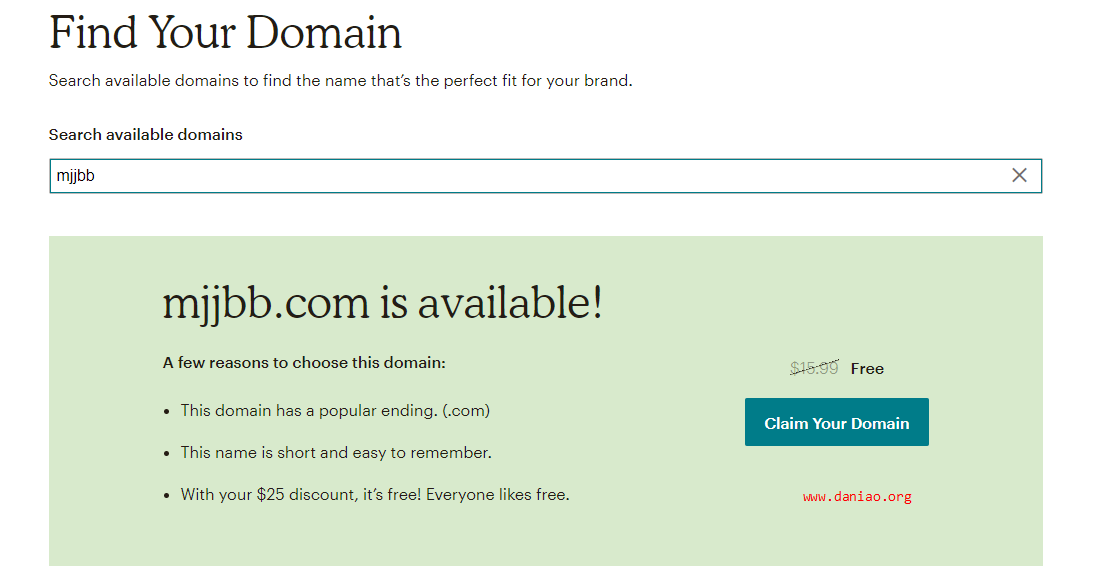 Find Your Domain
Search available domains to find the name that’s the perfect fit for your brand.
Search available domains
mjjbb
mjjbb.com is available!
A few reasons to choose this domain:
• This domain has a popular ending. (.com)
• This name is short and easy to remember.
• With your $25 discount, it’s free! Everyone likes free.
$15.99 Free
Claim Your Domain
www.daniao.org